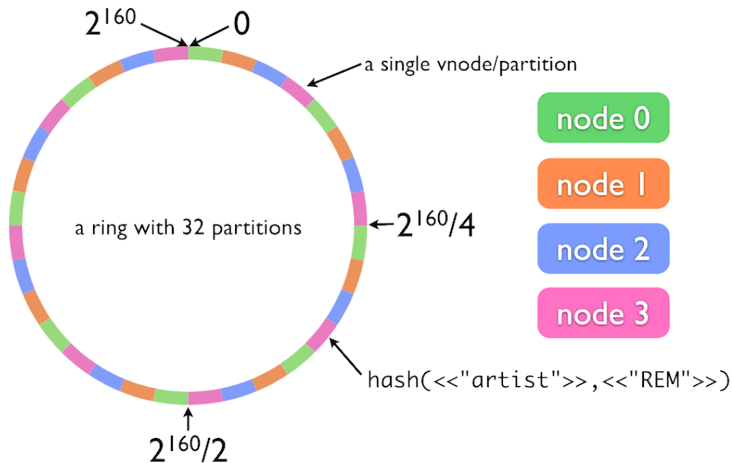 2^160
0
a single vnode/partition
node 0
node 1
node 2
node 3
a ring with 32 partitions
2^160/4
hash(<<"artist">>,<<"REM">>)
2^160/2